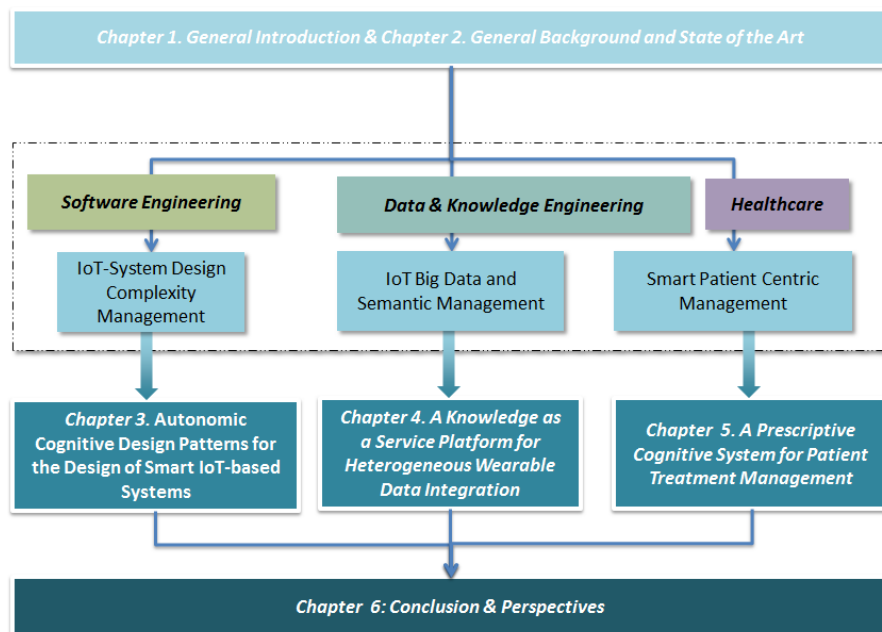 Chapter 1. General Introduction & Chapter 2. General Background and State of the Art
Software Engineering
Data & Knowledge Engineering
Healthcare
IoT-System Design
Complexity
Management
IoT Big Data and
Semantic Management
Smart Patient Centric
Management
Chapter 3. Autonomic
Cognitive Design Patterns for
the Design of Smart IoT-based
Systems
Chapter 4. A Knowledge as
a Service Platform for
Heterogeneous Wearable
Data Integration
Chapter 5. A Prescriptive
Cognitive System for Patient
Treatment Management
Chapter 6: Conclusion & Perspectives